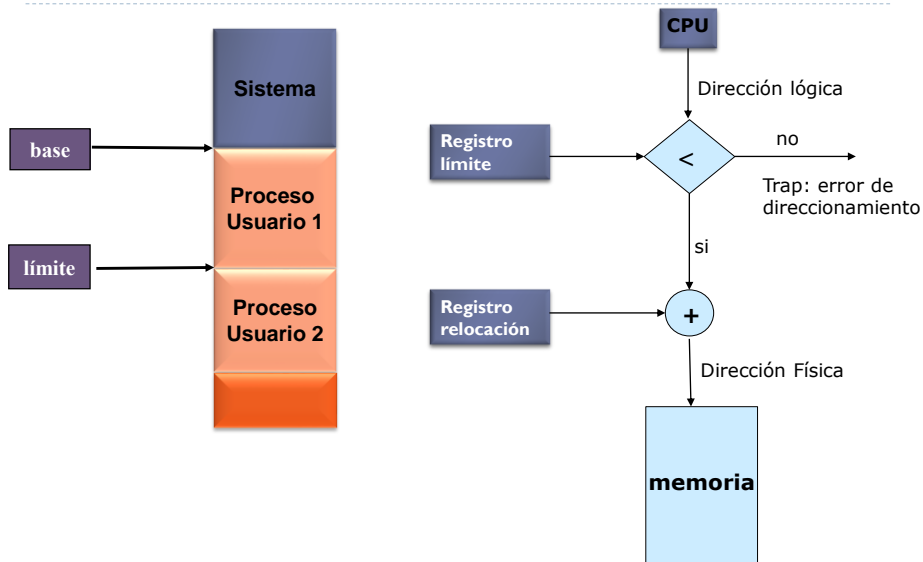 Sistema
base
Proceso
Usuario 1
límite
Proceso
Usuario 2
CPU
Dirección lógica
Registro
límite
<
no
Trap: error de
direccionamiento
si
Registro
relocación
+
Dirección Física
memoria